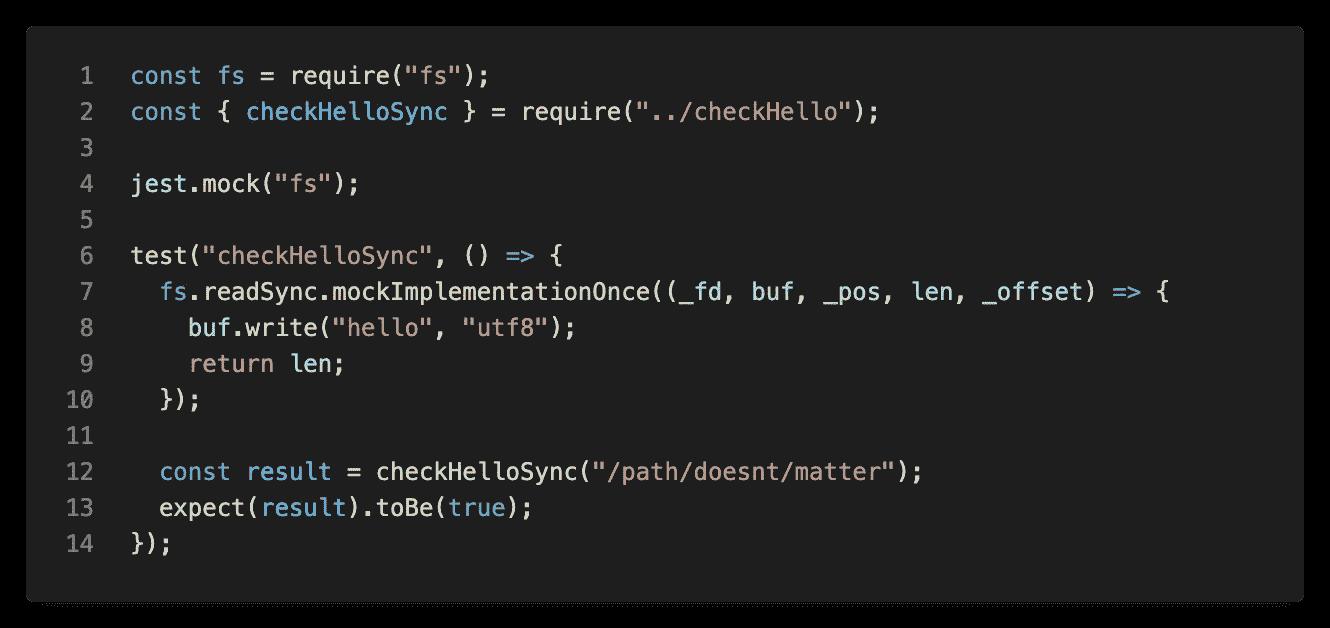 1 const fs = require("fs");
2 const { checkHelloSync } = require("../checkHello");
3
4 jest.mock("fs");
5
6 test("checkHelloSync", () => {
7   fs.readSync.mockImplementationOnce((_fd, buf, _pos, len, _offset) => {
8     buf.write("hello", "utf8");
9     return len;
10   });
11
12   const result = checkHelloSync("/path/doesnt/matter");
13   expect(result).toBe(true);
14 });